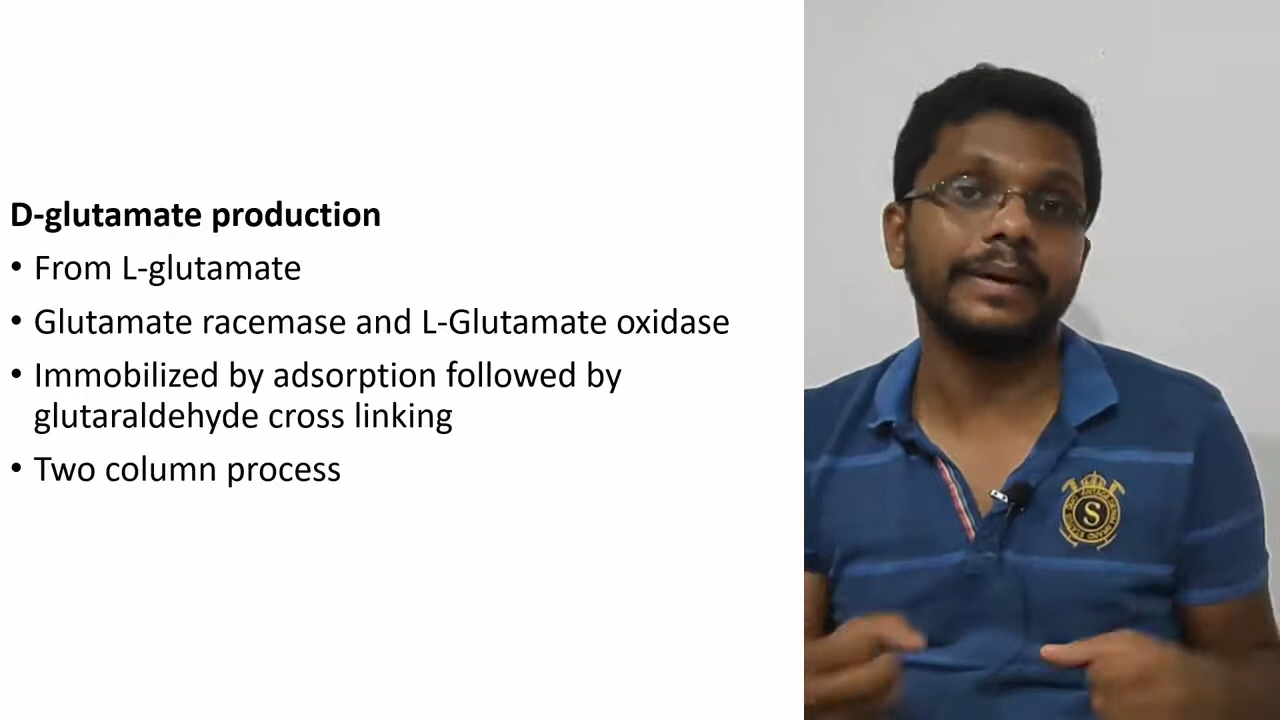 D-glutamate production
• From L-glutamate
• Glutamate racemase and L-Glutamate oxidase
• Immobilized by adsorption followed by
glutaraldehyde cross linking
• Two column process
S